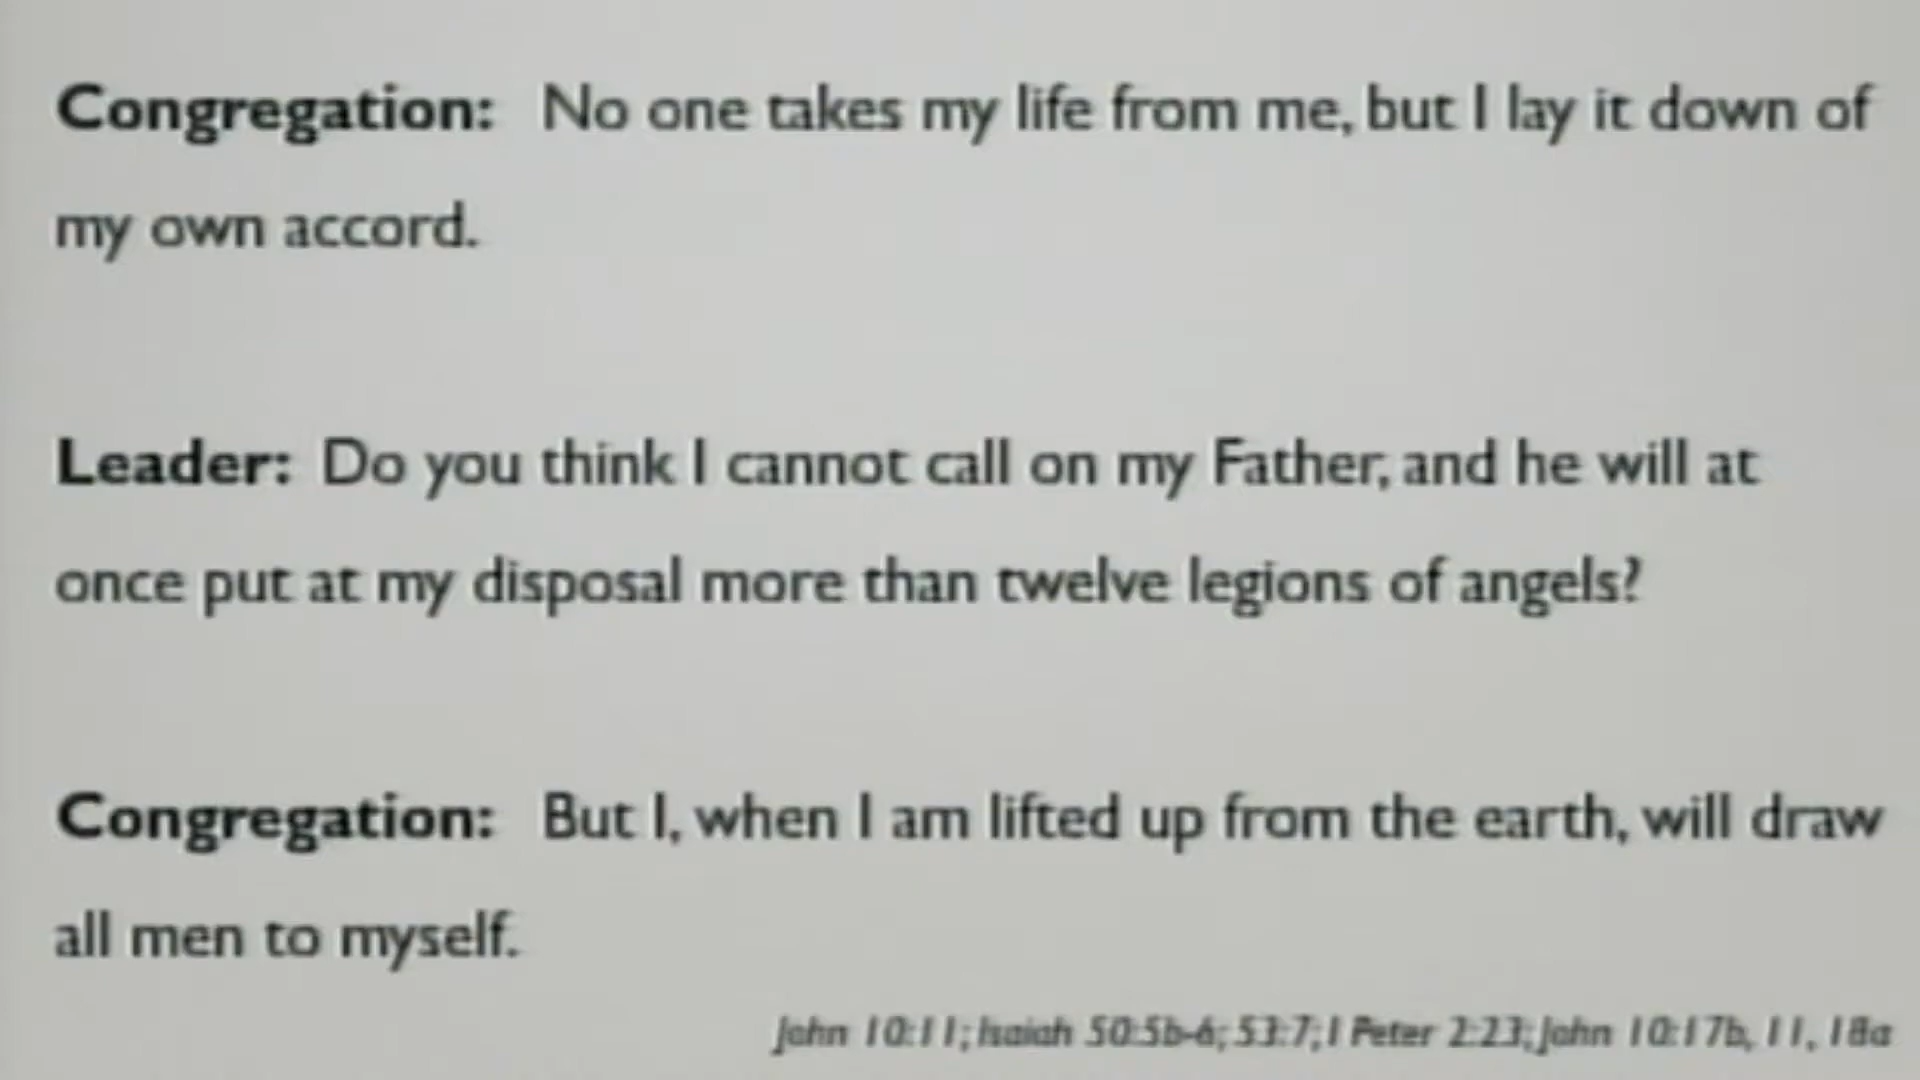 Congregation: No one takes my life from me, but I lay it down of
my own accord.
Leader: Do you think I cannot call on my Father, and he will at
once put at my disposal more than twelve legions of angels?
Congregation: But I, when I am lifted up from the earth, will draw
all men to myself.
John 10:11; Isaiah 50:5b-6; 53:7; 1 Peter 2:23; John 10:17b, 11, 18a